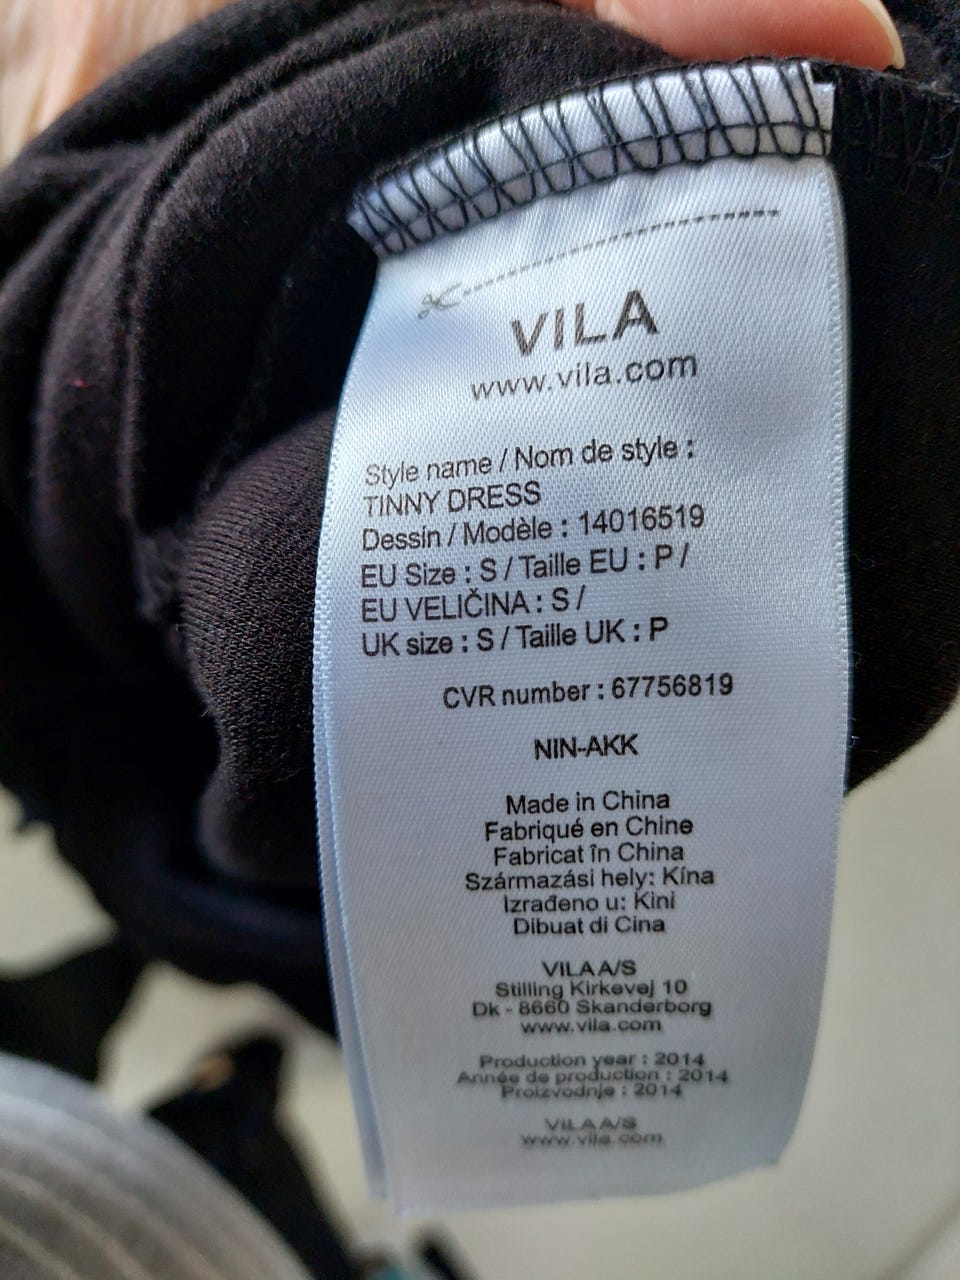 VILA
www.vila.com
Style name / Nom de style :
TINNY DRESS
Dessin / Modèle : 14016519
EU Size : S / Taille EU : P /
EU VELIČINA : S /
UK size : S / Taille UK : P
CVR number : 67756819
NIN-AKK
Made in China
Fabriqué en Chine
Fabricat în China
Származási hely: Kína
Izrađeno u: Kini
Dibuat di Cina
VILA A/S
Stilling Kirkevej 10
Dk - 8660 Skanderborg
www.vila.com
Production year : 2014
Année de production : 2014
Proizvodnje : 2014
VILA A/S
www.vila.com